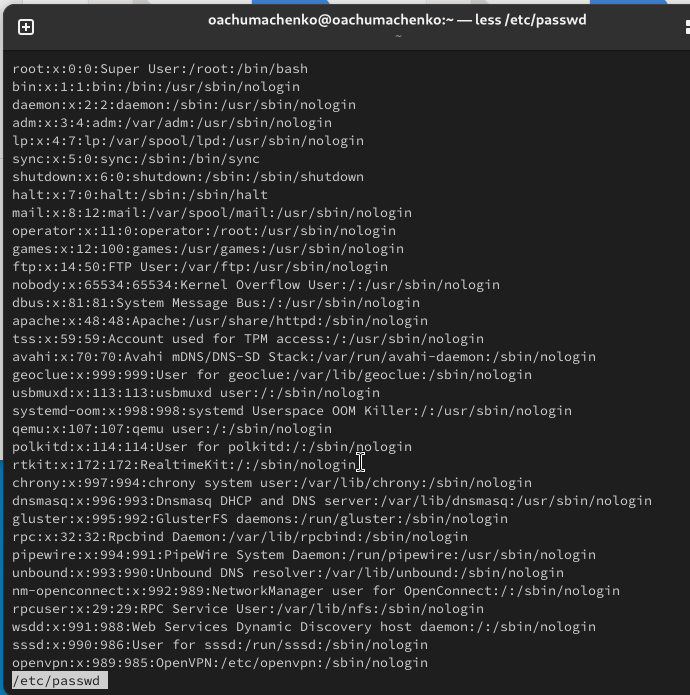 oachumachenko@oachumachenko:~ — less /etc/passwd
~
root:x:0:0:Super User:/root:/bin/bash
bin:x:1:1:bin:/bin:/usr/sbin/nologin
daemon:x:2:2:daemon:/sbin:/usr/sbin/nologin
adm:x:3:4:adm:/var/adm:/usr/sbin/nologin
lp:x:4:7:lp:/var/spool/lpd:/usr/sbin/nologin
sync:x:5:0:sync:/sbin:/bin/sync
shutdown:x:6:0:shutdown:/sbin:/sbin/shutdown
halt:x:7:0:halt:/sbin:/sbin/halt
mail:x:8:12:mail:/var/spool/mail:/usr/sbin/nologin
operator:x:11:0:operator:/root:/usr/sbin/nologin
games:x:12:100:games:/usr/games:/usr/sbin/nologin
ftp:x:14:50:FTP User:/var/ftp:/usr/sbin/nologin
nobody:x:65534:65534:Kernel Overflow User:/:/usr/sbin/nologin
dbus:x:81:81:System Message Bus:/:/usr/sbin/nologin
apache:x:48:48:Apache:/usr/share/httpd:/sbin/nologin
tss:x:59:59:Account used for TPM access:/:/usr/sbin/nologin
avahi:x:70:70:Avahi mDNS/DNS-SD Stack:/var/run/avahi-daemon:/sbin/nologin
geoclue:x:999:999:User for geoclue:/var/lib/geoclue:/sbin/nologin
usbmuxd:x:113:113:usbmuxd user:/:/sbin/nologin
systemd-oom:x:998:998:systemd Userspace OOM Killer:/:/usr/sbin/nologin
qemu:x:107:107:qemu user:/:/sbin/nologin
polkitd:x:114:114:User for polkitd:/:/sbin/nologin
rtkit:x:172:172:RealtimeKit:/:/sbin/nologin
chrony:x:997:994:chrony system user:/var/lib/chrony:/sbin/nologin
dnsmasq:x:996:993:Dnsmasq DHCP and DNS server:/var/lib/dnsmasq:/usr/sbin/nologin
gluster:x:995:992:GlusterFS daemons:/run/gluster:/sbin/nologin
rpc:x:32:32:Rpcbind Daemon:/var/lib/rpcbind:/sbin/nologin
pipewire:x:994:991:PipeWire System Daemon:/run/pipewire:/usr/sbin/nologin
unbound:x:993:990:Unbound DNS resolver:/var/lib/unbound:/sbin/nologin
nm-openconnect:x:992:989:NetworkManager user for OpenConnect:/:/sbin/nologin
rpcuser:x:29:29:RPC Service User:/var/lib/nfs:/sbin/nologin
wsdd:x:991:988:Web Services Dynamic Discovery host daemon:/:/sbin/nologin
sssd:x:990:986:User for sssd:/run/sssd:/sbin/nologin
openvpn:x:989:985:OpenVPN:/etc/openvpn:/sbin/nologin
/etc/passwd